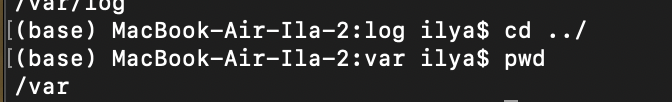 /var/log
[(base) MacBook-Air-Ila-2:log ilya$ cd ../
[(base) MacBook-Air-Ila-2:var ilya$ pwd
/var